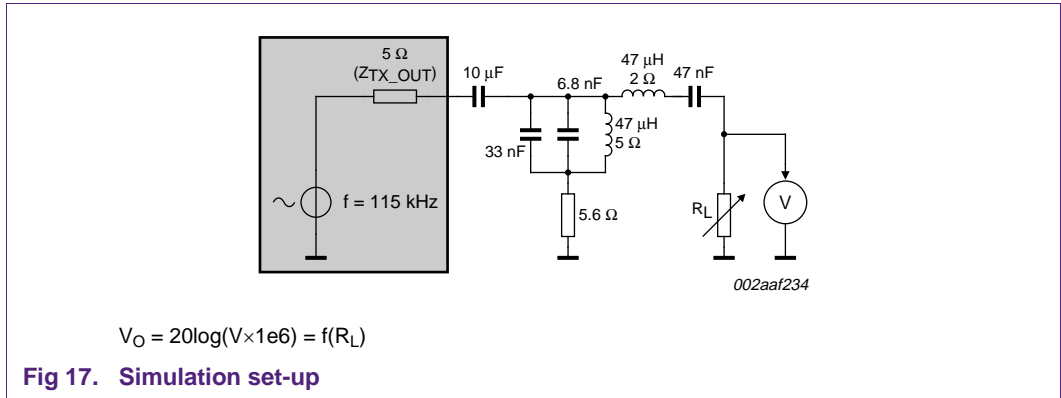 5 Ω
(ZTX_OUT)
10 μF
6.8 nF
47 μH
2 Ω
47 nF
47 μH
5 Ω
33 nF
f = 115 kHz
5.6 Ω
RL
V
002aaf234
VO = 20log(V×1e6) = f(RL)
Fig 17. Simulation set-up